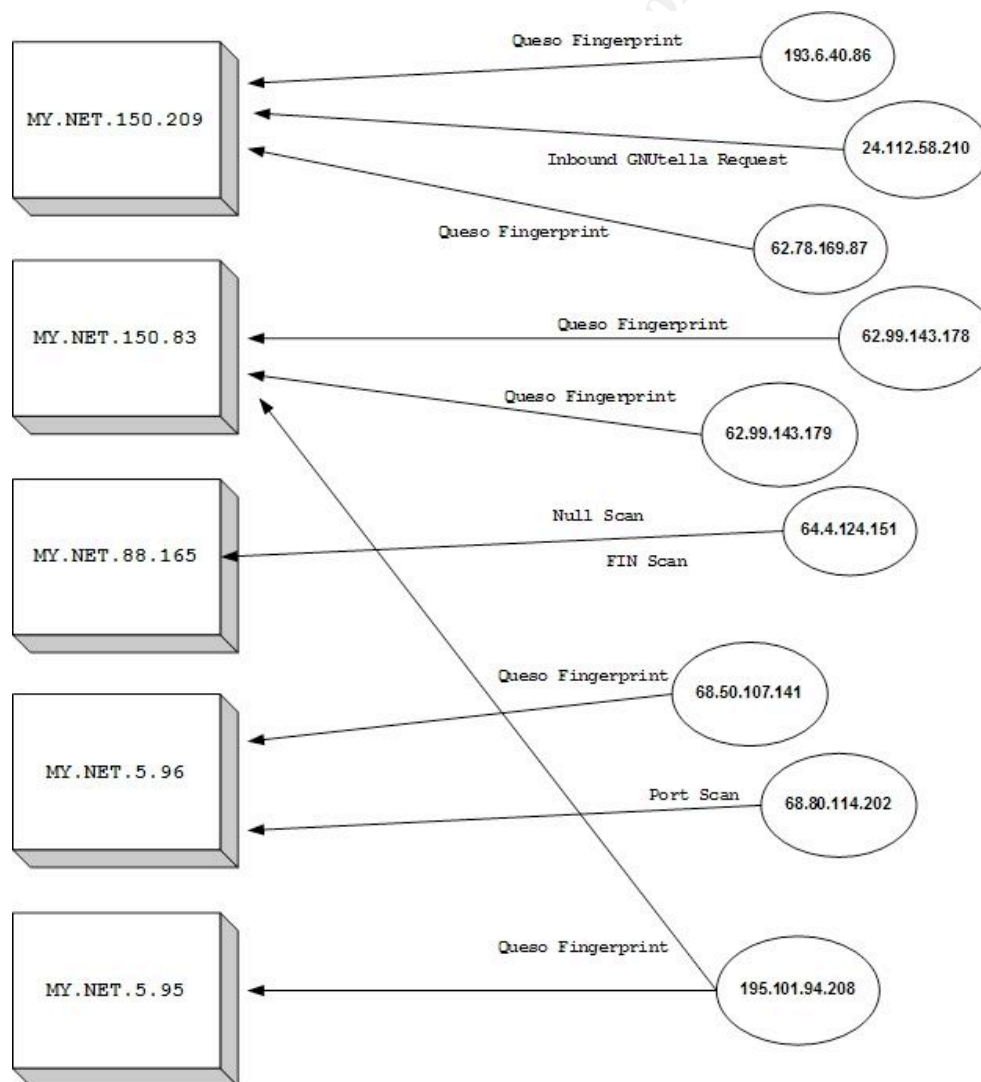 Queso Fingerprint
193.6.40.86
MY.NET.150.209
24.112.58.210
Inbound GNUtella Request
Queso Fingerprint
62.78.169.87
Queso Fingerprint
MY.NET.150.83
62.99.143.178
Queso Fingerprint
62.99.143.179
Null Scan
64.4.124.151
MY.NET.88.165
FIN Scan
Queso Fingerprint
68.50.107.141
MY.NET.5.96
Port Scan
68.80.114.202
Queso Fingerprint
MY.NET.5.95
195.101.94.208